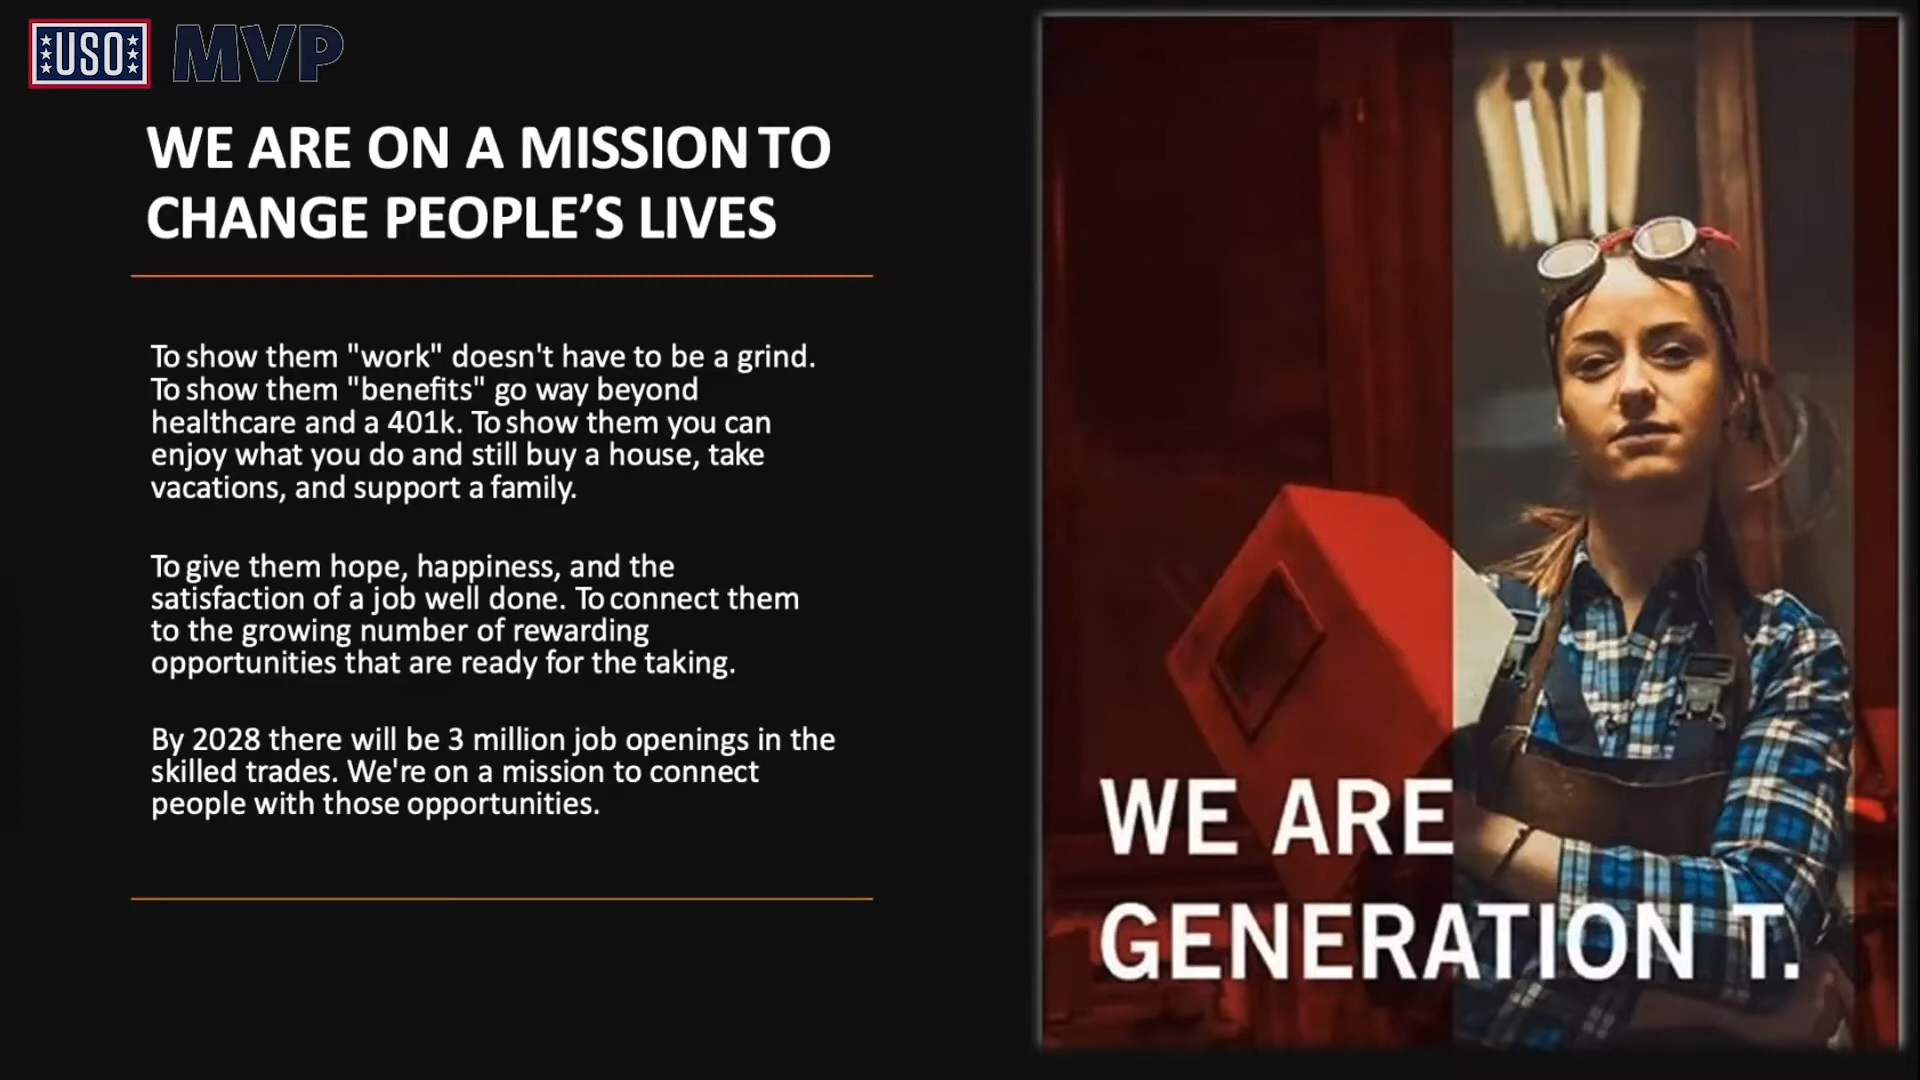 USO MVP
WE ARE ON A MISSION TO
CHANGE PEOPLE'S LIVES
To show them "work" doesn't have to be a grind.
To show them "benefits" go way beyond
healthcare and a 401k. To show them you can
enjoy what you do and still buy a house, take
vacations, and support a family.
To give them hope, happiness, and the
satisfaction of a job well done. To connect them
to the growing number of rewarding
opportunities that are ready for the taking.
By 2028 there will be 3 million job openings in the
skilled trades. We're on a mission to connect
people with those opportunities.
WE ARE
GENERATION T.